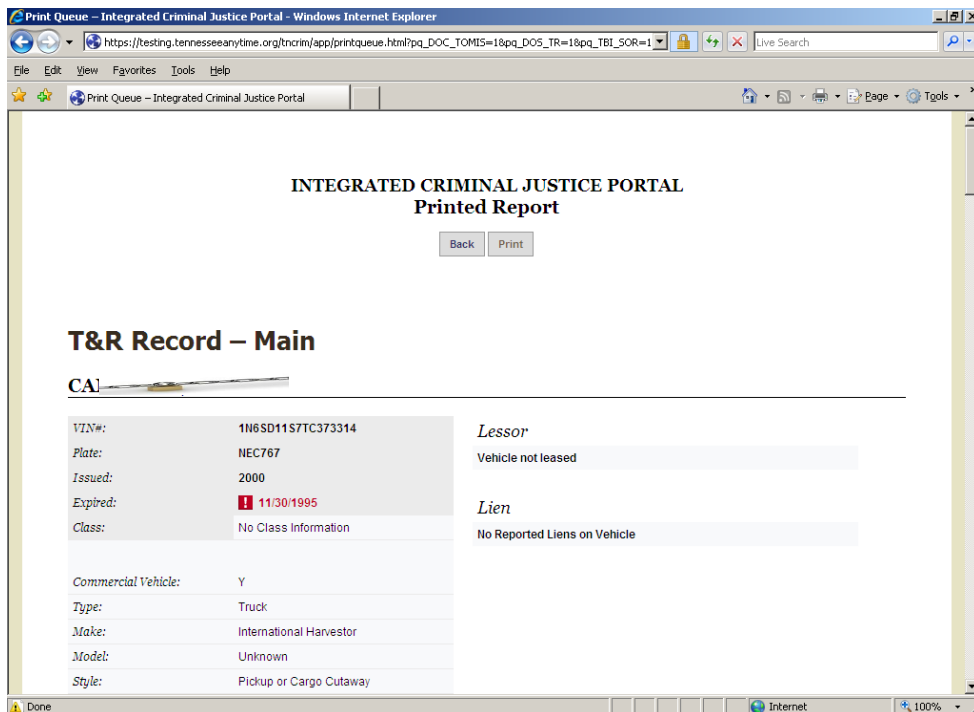 Print Queue – Integrated Criminal Justice Portal - Windows Internet Explorer
https://testing.tennesseeanytime.org/tncrim/app/printqueue.html?pq_DOC_TOMIS=1&pq_DOS_TR=1&pq_TBI_SOR=1
Live Search
File Edit View Favorites Tools Help
Print Queue – Integrated Criminal Justice Portal
Page Tools
INTEGRATED CRIMINAL JUSTICE PORTAL
Printed Report
Back Print
T&R Record – Main
VIN#: 1N6SD11S7TC373314
Plate: NEC767
Issued: 2000
Expired: ! 11/30/1995
Class: No Class Information
Commercial Vehicle: Y
Type: Truck
Make: International Harvestor
Model: Unknown
Style: Pickup or Cargo Cutaway
Lessor
Vehicle not leased
Lien
No Reported Liens on Vehicle
Done Internet 100%